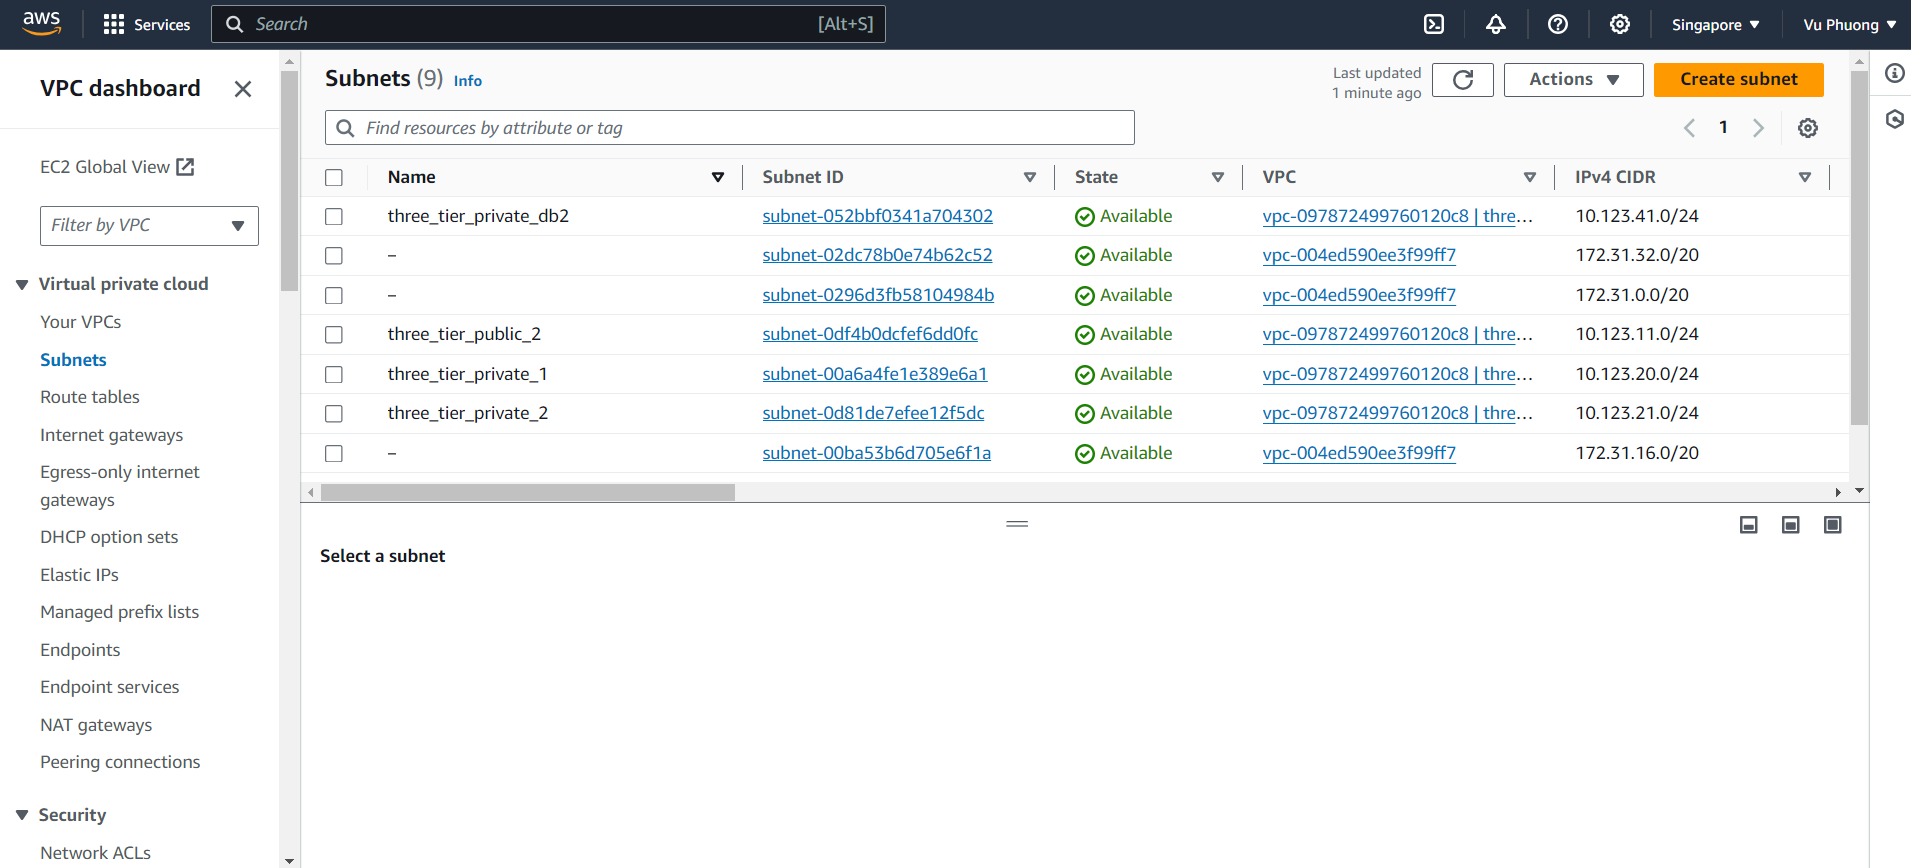 aws
Services
Search
[Alt+S]
Singapore
Vu Phuong
VPC dashboard
EC2 Global View
Filter by VPC
Virtual private cloud
Your VPCs
Subnets
Route tables
Internet gateways
Egress-only internet
gateways
DHCP option sets
Elastic IPs
Managed prefix lists
Endpoints
Endpoint services
NAT gateways
Peering connections
Security
Network ACLs
Subnets (9) Info
Last updated
1 minute ago
Actions
Create subnet
Find resources by attribute or tag
1
Name Subnet ID State VPC IPv4 CIDR
three_tier_private_db2 subnet-052bbf0341a704302 Available vpc-097872499760120c8 | thre... 10.123.41.0/24
– subnet-02dc78b0e74b62c52 Available vpc-004ed590ee3f99ff7 172.31.32.0/20
– subnet-0296d3fb58104984b Available vpc-004ed590ee3f99ff7 172.31.0.0/20
three_tier_public_2 subnet-0df4b0dcfef6dd0fc Available vpc-097872499760120c8 | thre... 10.123.11.0/24
three_tier_private_1 subnet-00a6a4fe1e389e6a1 Available vpc-097872499760120c8 | thre... 10.123.20.0/24
three_tier_private_2 subnet-0d81de7efee12f5dc Available vpc-097872499760120c8 | thre... 10.123.21.0/24
– subnet-00ba53b6d705e6f1a Available vpc-004ed590ee3f99ff7 172.31.16.0/20
Select a subnet